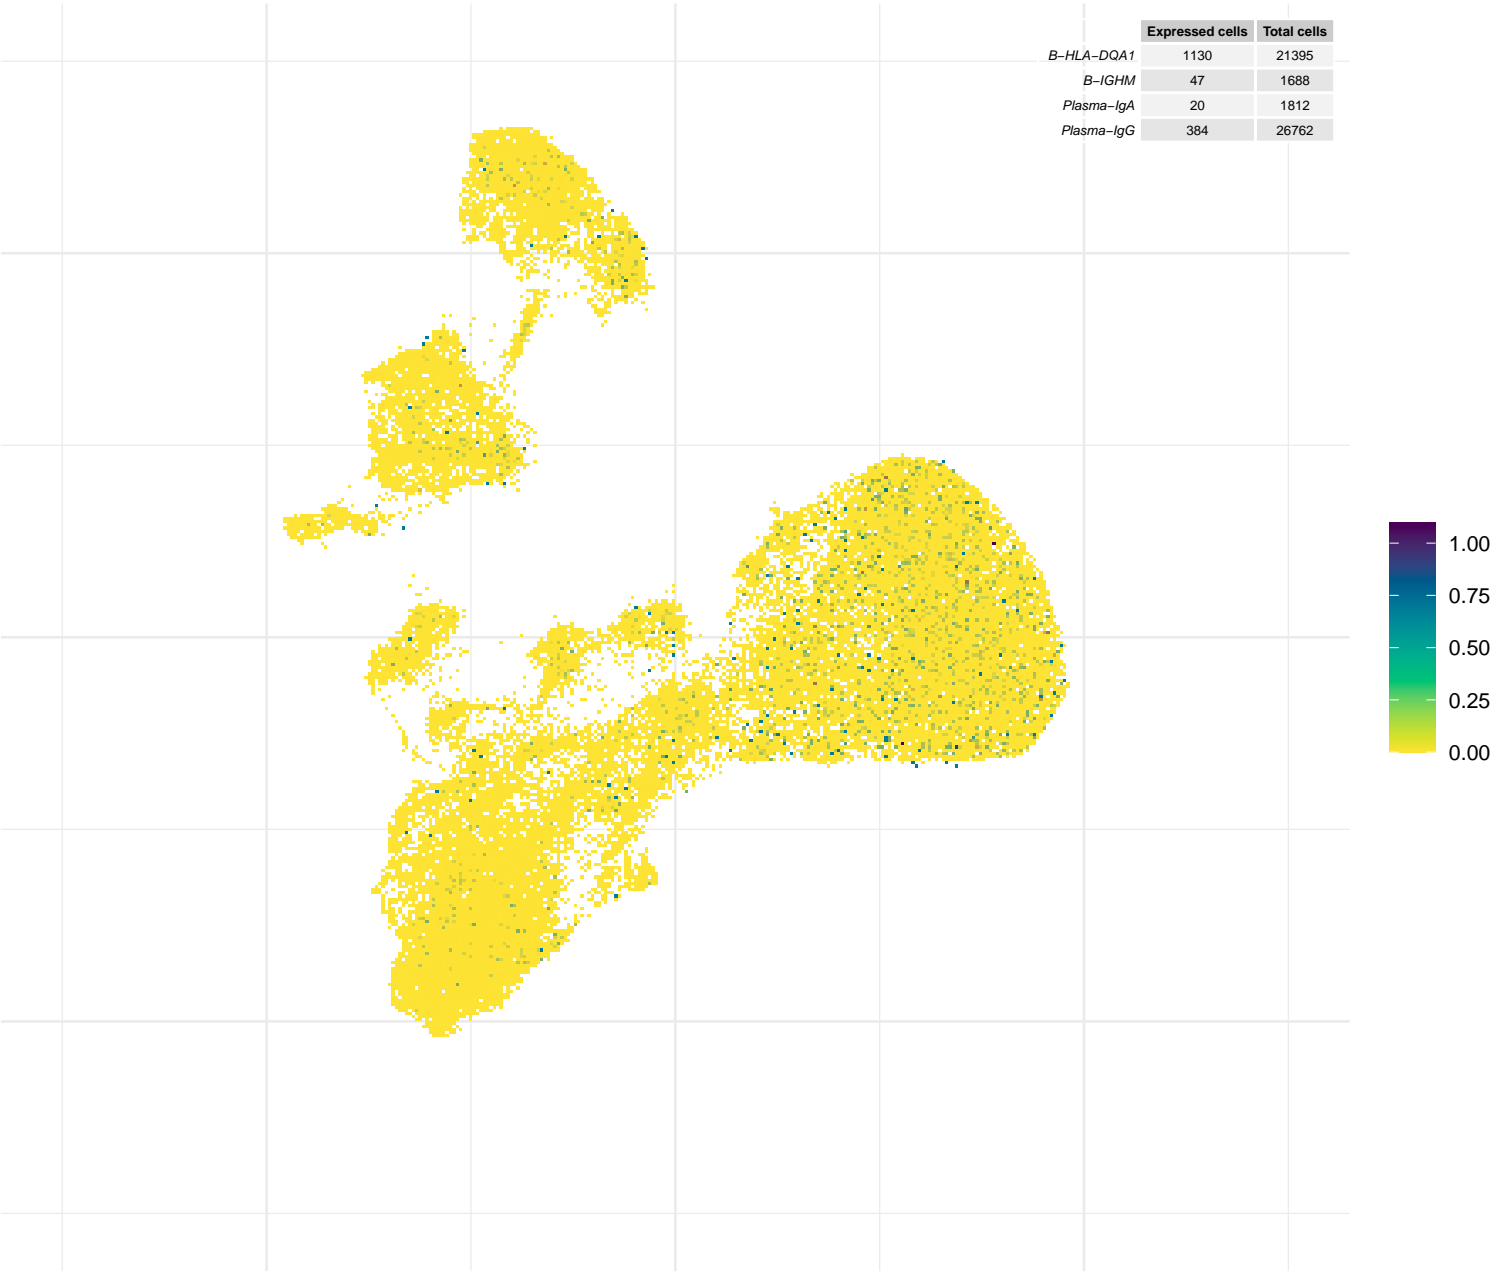 Expressed cells Total cells
B−HLA−DQA1 1130 21395
B−IGHM 47 1688
Plasma−IgA 20 1812
Plasma−IgG 384 26762
1.00
0.75
0.50
0.25
0.00